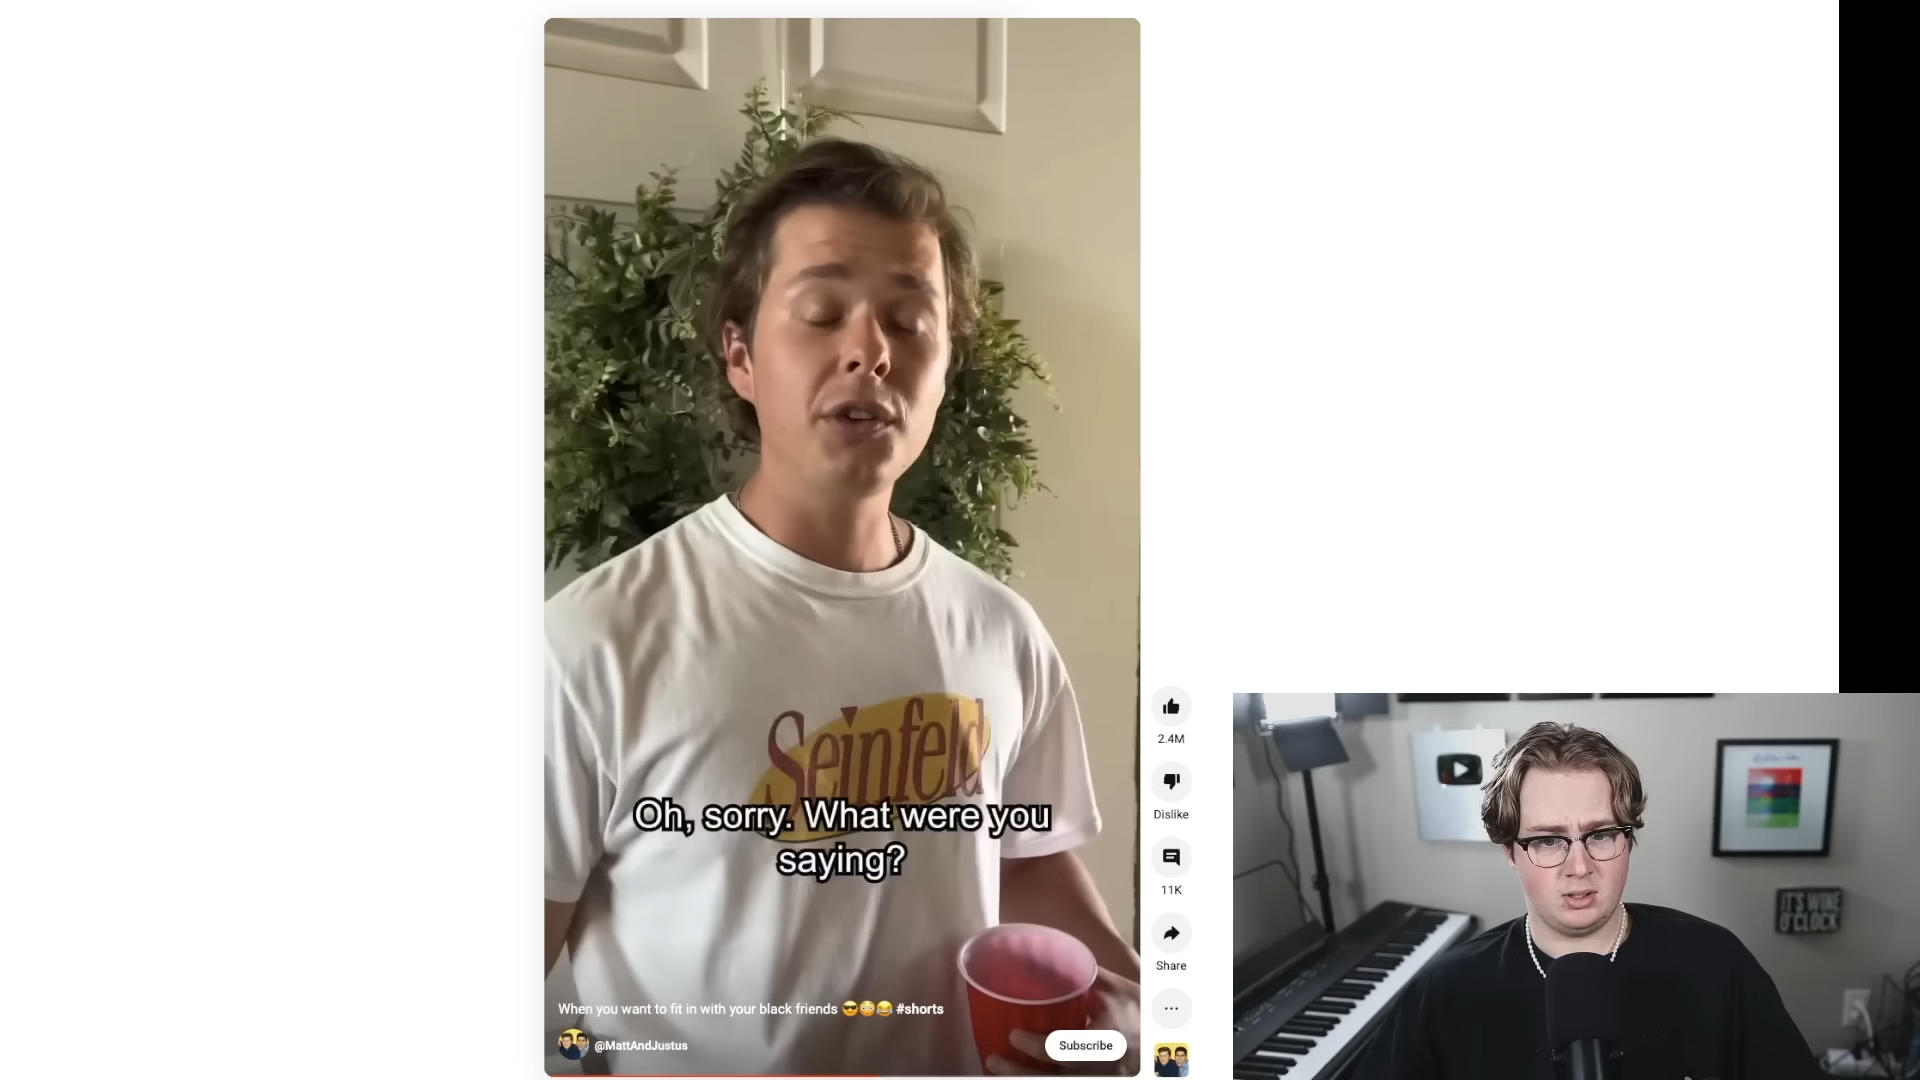 Seinfeld
Oh, sorry. What were you
saying?
When you want to fit in with your black friends 😎😳😂 #shorts
@MattAndJustus
Subscribe
2.4M
Dislike
11K
Share
IT'S WINE
O'CLOCK